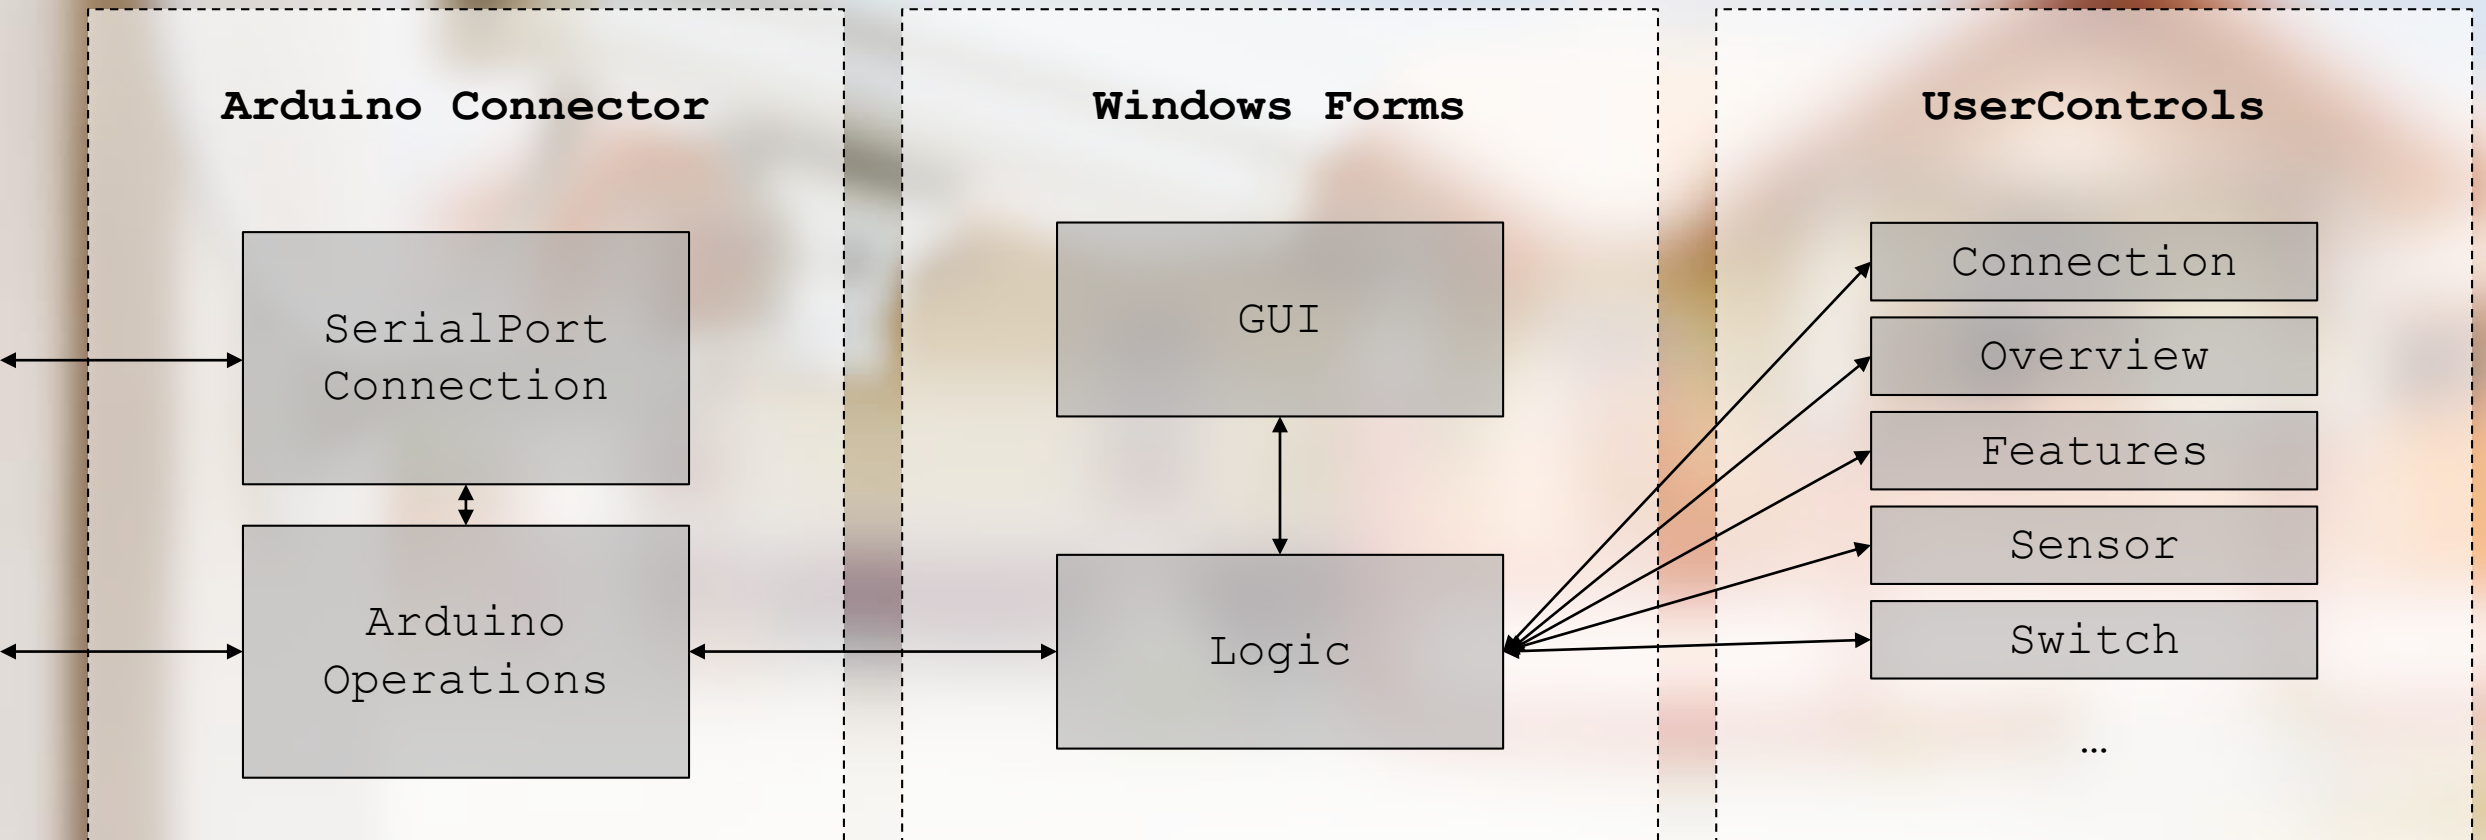 Arduino Connector
SerialPort
Connection
Arduino
Operations
Windows Forms
GUI
Logic
UserControls
Connection
Overview
Features
Sensor
Switch
…